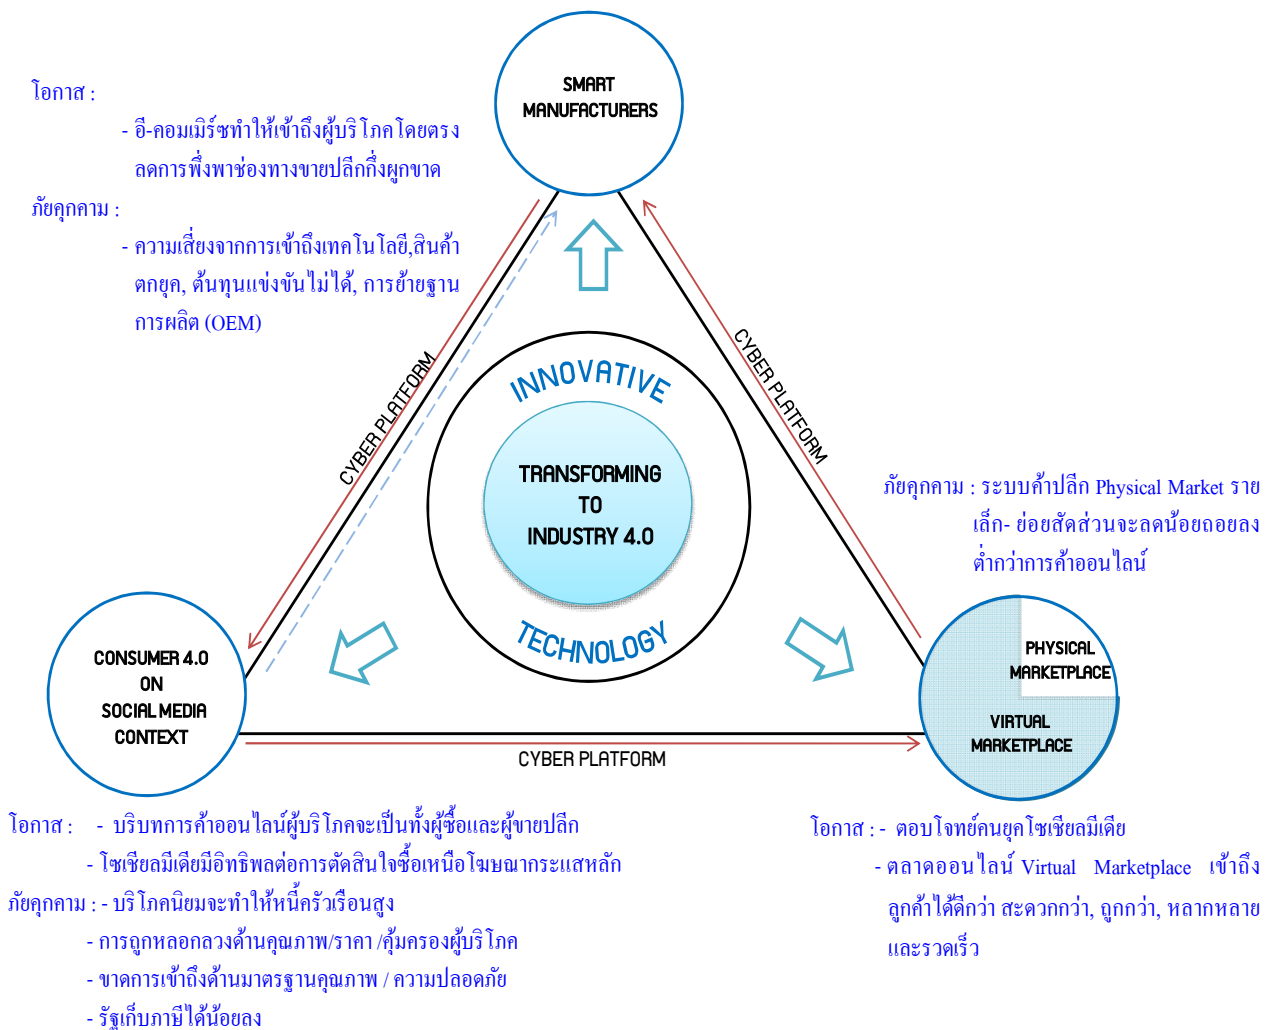 SMART
MANUFACTURERS
โอกาส :
- อี-คอมเมิร์ซทำให้เข้าถึงผู้บริโภคโดยตรง
ลดการพึ่งพาช่องทางขายปลีกกึ่งผูกขาด
ภัยคุกคาม :
- ความเสี่ยงจากการเข้าถึงเทคโนโลยี,สินค้า
ตกยุค, ต้นทุนแข่งขันไม่ได้, การย้ายฐาน
การผลิต (OEM)
CYBER PLATFORM
CYBER PLATFORM
INNOVATIVE
TRANSFORMING
TO
INDUSTRY 4.0
TECHNOLOGY
ภัยคุกคาม : ระบบค้าปลีก Physical Market ราย
เล็ก- ย่อยสัดส่วนจะลดน้อยถอยลง
ต่ำกว่าการค้าออนไลน์
CONSUMER 4.0
ON
SOCIAL MEDIA
CONTEXT
PHYSICAL
MARKETPLACE
VIRTUAL
MARKETPLACE
CYBER PLATFORM
โอกาส : - บริบทการค้าออนไลน์ผู้บริโภคจะเป็นทั้งผู้ซื้อและผู้ขายปลีก
- โซเชียลมีเดียมีอิทธิพลต่อการตัดสินใจซื้อเหนือโฆษณากระแสหลัก
ภัยคุกคาม : - บริโภคนิยมจะทำให้หนี้ครัวเรือนสูง
- การถูกหลอกลวงด้านคุณภาพ/ราคา /คุ้มครองผู้บริโภค
- ขาดการเข้าถึงด้านมาตรฐานคุณภาพ / ความปลอดภัย
- รัฐเก็บภาษีได้น้อยลง
โอกาส : - ตอบโจทย์คนยุคโซเชียลมีเดีย
- ตลาดออนไลน์ Virtual Marketplace เข้าถึง
ลูกค้าได้ดีกว่า สะดวกกว่า, ถูกกว่า, หลากหลาย
และรวดเร็ว